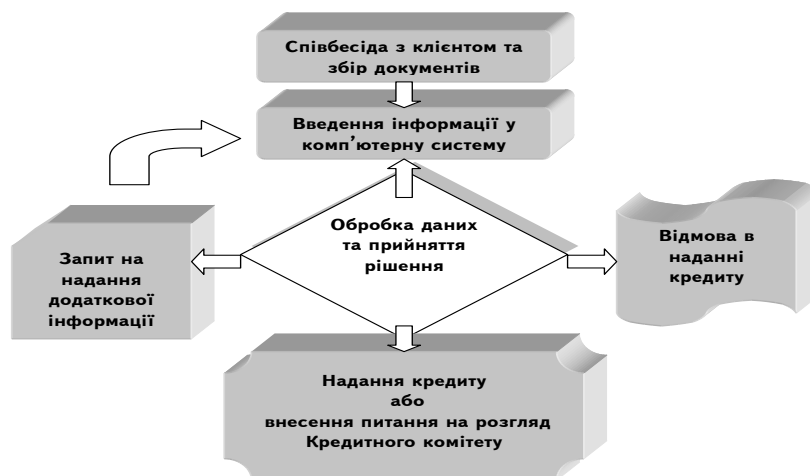 Співбесіда з клієнтом та
збір документів
Введення інформації у
комп’ютерну систему
Обробка даних
та прийняття
рішення
Запит на
надання
додаткової
інформації
Відмова в
наданні
кредиту
Надання кредиту
або
внесення питання на розгляд
Кредитного комітету